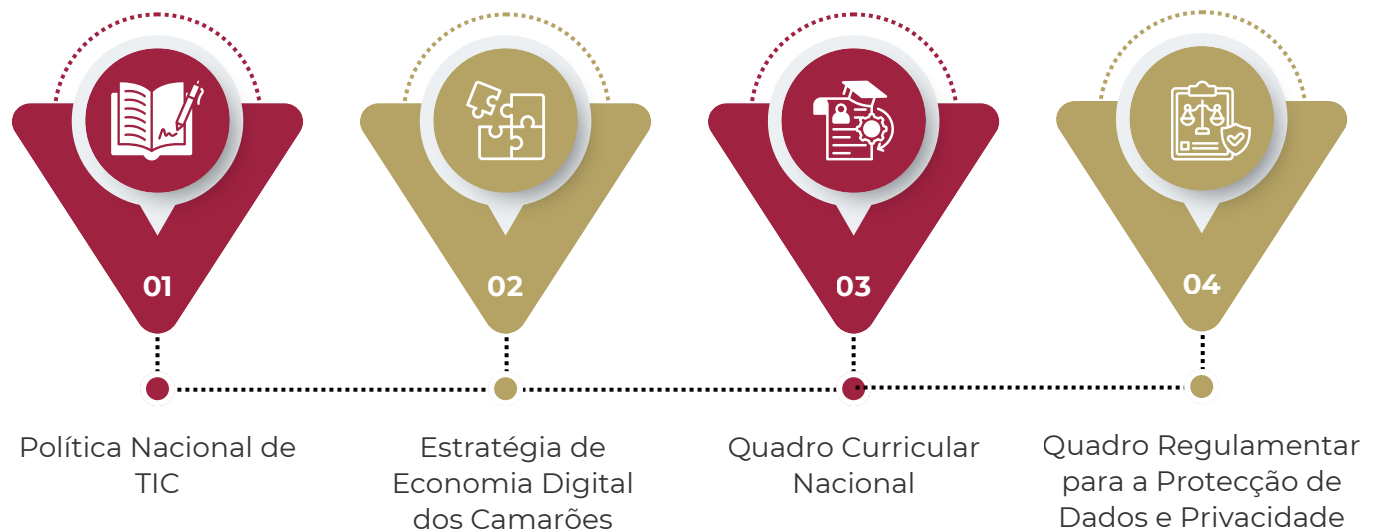 01
02
03
04
Política Nacional de
TIC
Estratégia de
Economia Digital
dos Camarões
Quadro Curricular
Nacional
Quadro Regulamentar
para a Protecção de
Dados e Privacidade